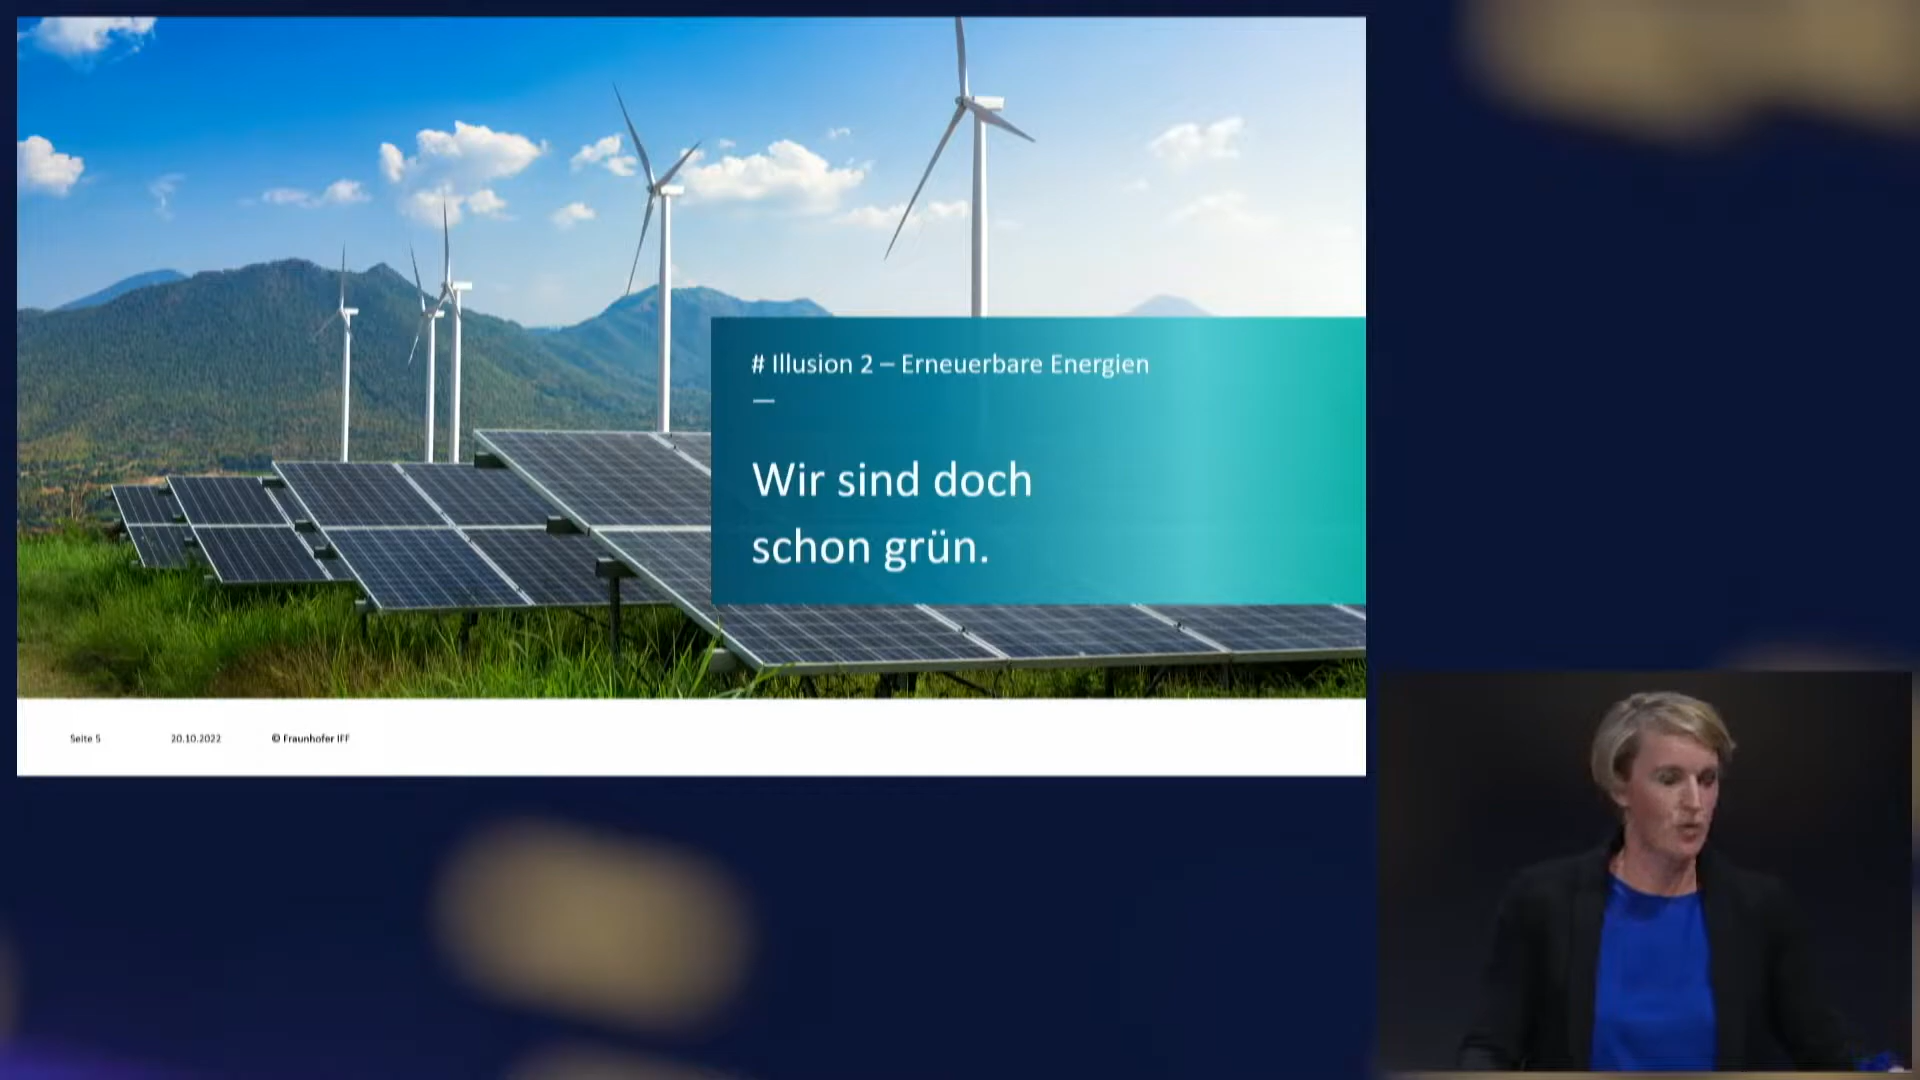 # Illusion 2 – Erneuerbare Energien
Wir sind doch
schon grün.
Seite 5
20.10.2022
© Fraunhofer IFF